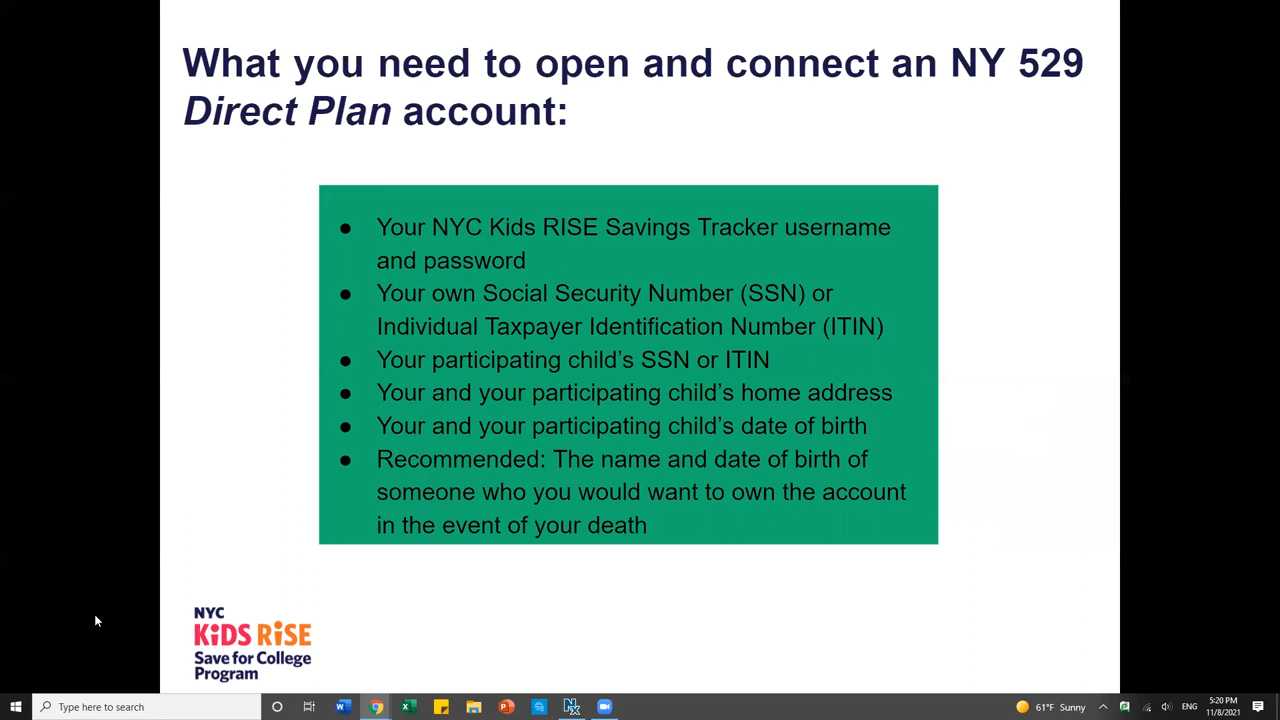 What you need to open and connect an NY 529
Direct Plan account:
● Your NYC Kids RISE Savings Tracker username
and password
● Your own Social Security Number (SSN) or
Individual Taxpayer Identification Number (ITIN)
● Your participating child's SSN or ITIN
● Your and your participating child's home address
● Your and your participating child's date of birth
● Recommended: The name and date of birth of
someone who you would want to own the account
in the event of your death
NYC
KiDS RiSE
Save for College
Program
Type here to search
61°F Sunny
ENG
5:20 PM
11/8/2021